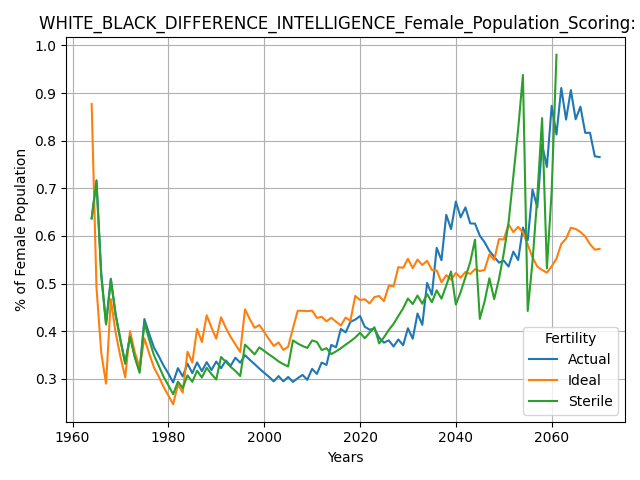 WHITE_BLACK_DIFFERENCE_INTELLIGENCE_Female_Population_Scoring:
% of Female Population
1.0
0.9
0.8
0.7
0.6
0.5
0.4
0.3
1960
1980
2000
2020
2040
2060
Years
Fertility
Actual
Ideal
Sterile